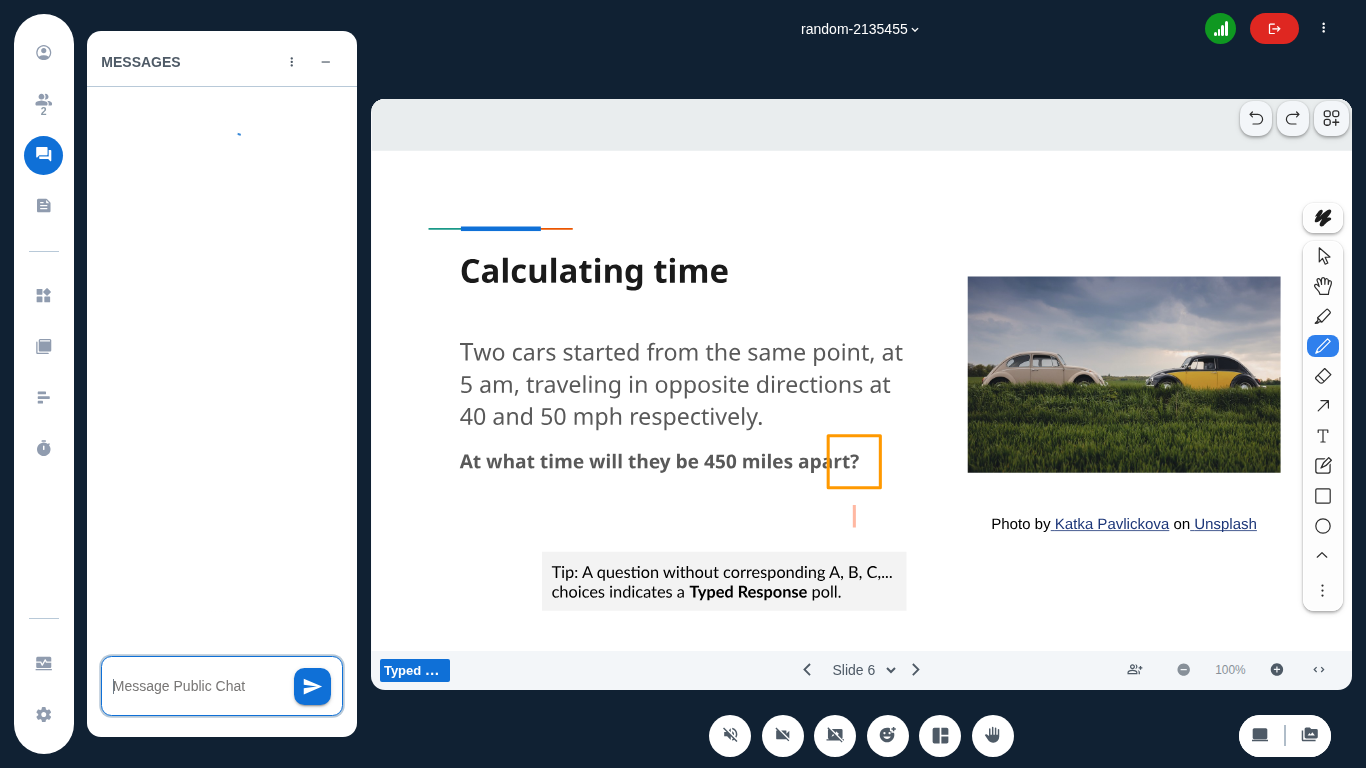 random-2135455
MESSAGES
2
Calculating time
Two cars started from the same point, at
5 am, traveling in opposite directions at
40 and 50 mph respectively.
At what time will they be 450 miles apart?
Photo by Katka Pavlickova on Unsplash
Tip: A question without corresponding A, B, C,...
choices indicates a Typed Response poll.
Message Public Chat
Typed ...
Slide 6
100%